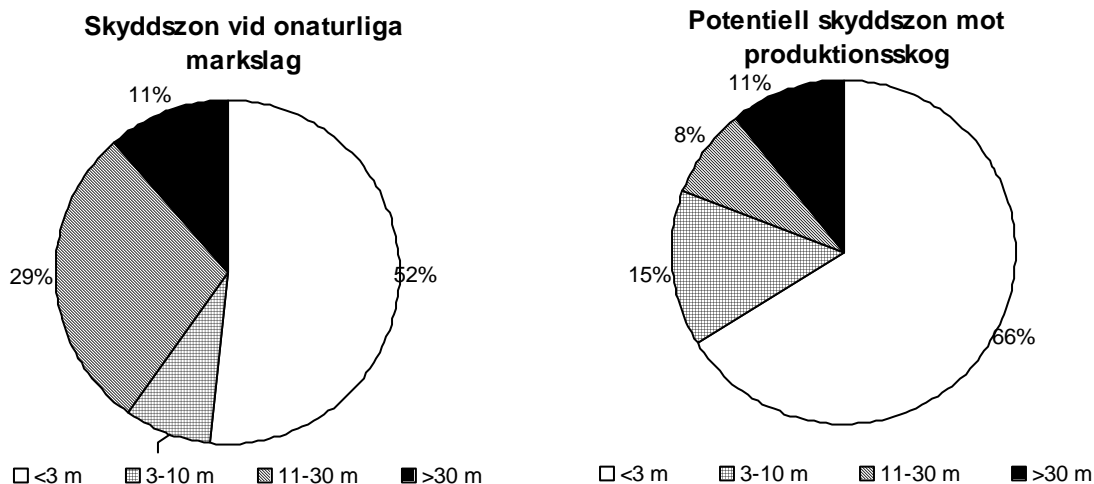 Skyddszon vid onaturliga
markslag
11%
29%
52%
<3 m
3-10 m
11-30 m
>30 m
Potentiell skyddszon mot
produktionsskog
11%
8%
15%
66%
<3 m
3-10 m
11-30 m
>30 m